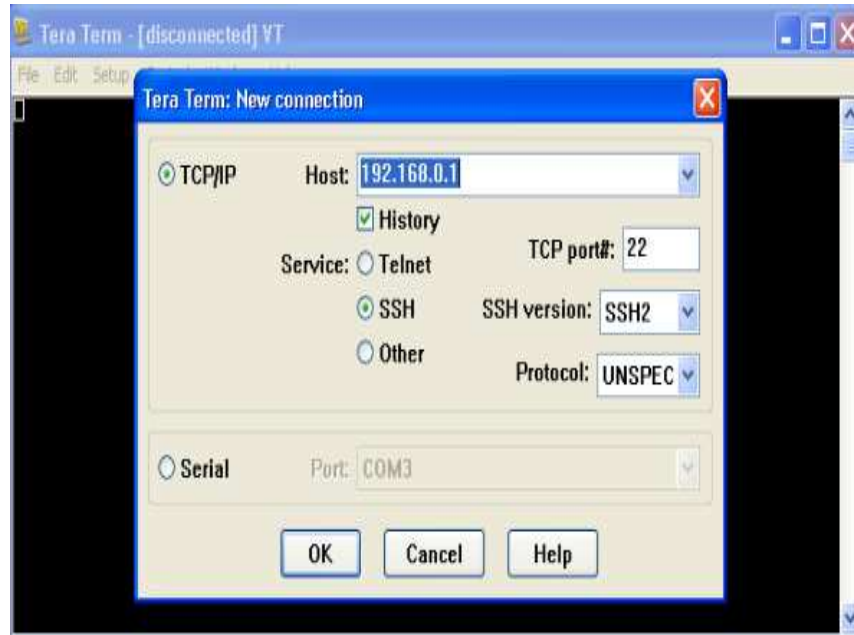 Tera Term - [disconnected] VT
File Edit Setup
Tera Term: New connection
TCP/IP Host: 192.168.0.1
History
Service: Telnet TCP port#: 22
SSH SSH version: SSH2
Other Protocol: UNSPEC
Serial Port: COM3
OK Cancel Help